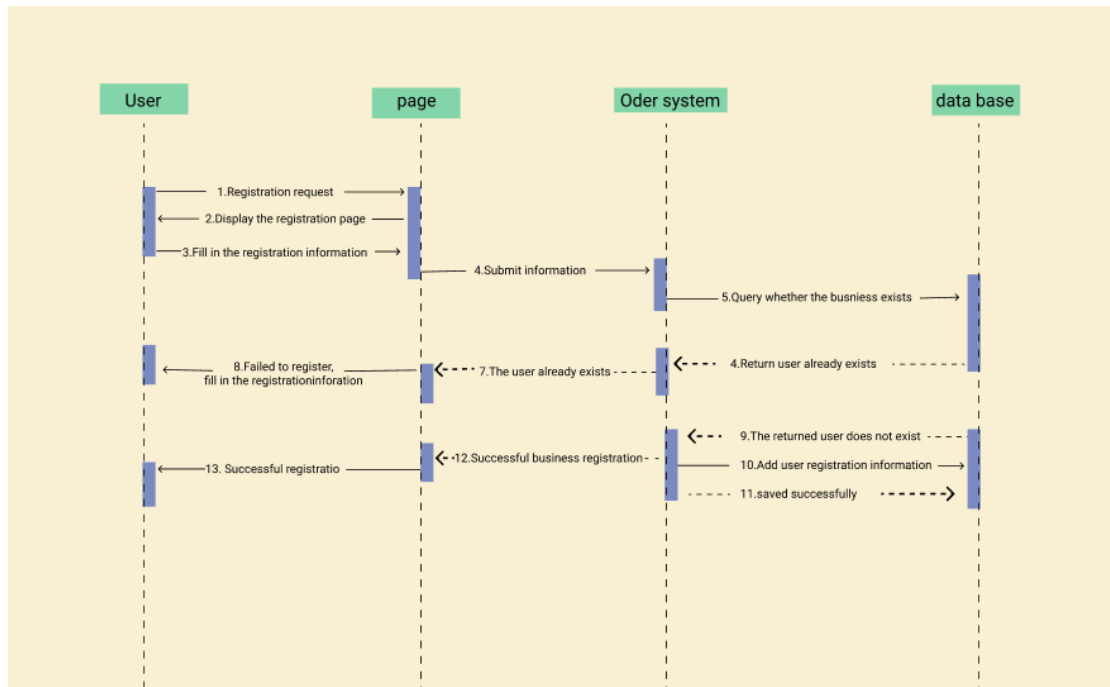 User
page
Oder system
data base
1.Registration request
2.Display the registration page
3.Fill in the registration information
4.Submit information
5.Query whether the busniess exists
4.Return user already exists
7.The user already exists
8.Failed to register,
fill in the registrationinforation
9.The returned user does not exist
10.Add user registration information
11.saved successfully
12.Successful business registration
13. Successful registratio